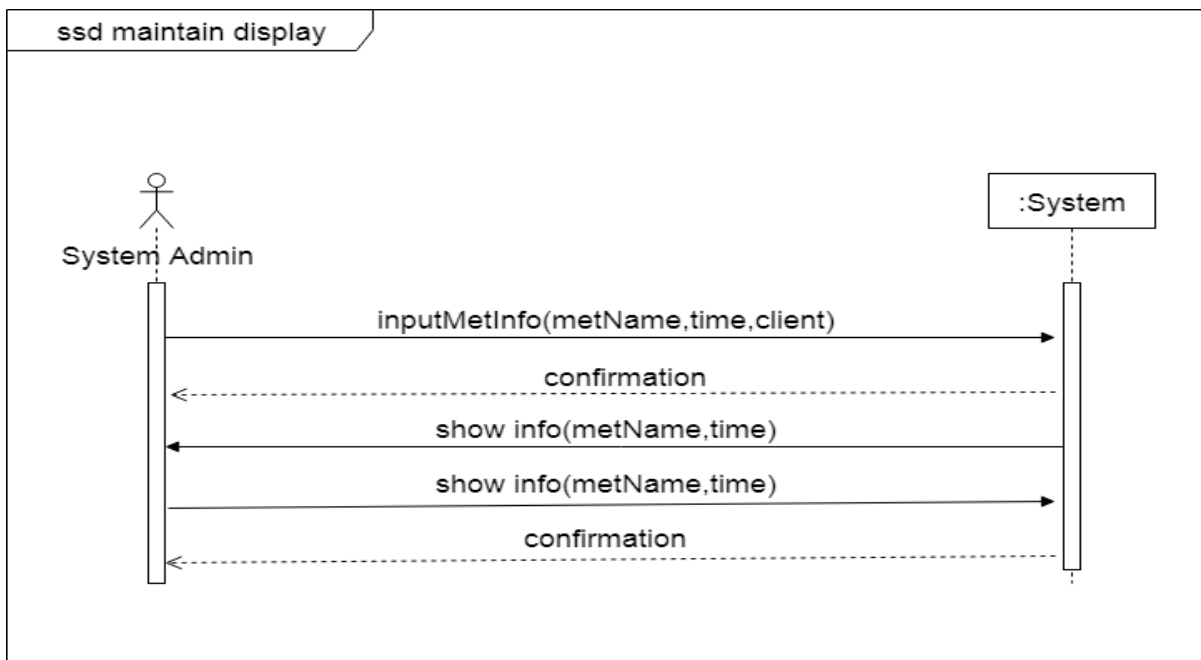 ssd maintain display
:System
System Admin
inputMetInfo(metName,time,client)
confirmation
show info(metName,time)
show info(metName,time)
confirmation